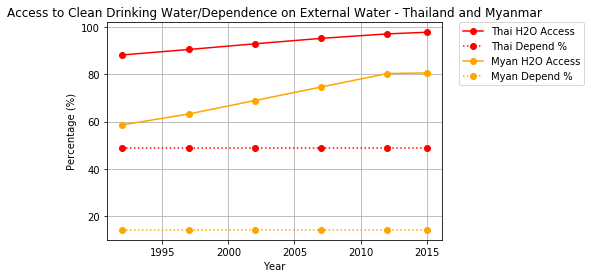 Access to Clean Drinking Water/Dependence on External Water - Thailand and Myanmar
Thai H2O Access
Thai Depend %
Myan H2O Access
Myan Depend %
Percentage (%)
100
80
60
40
20
1995
2000
2005
2010
2015
Year